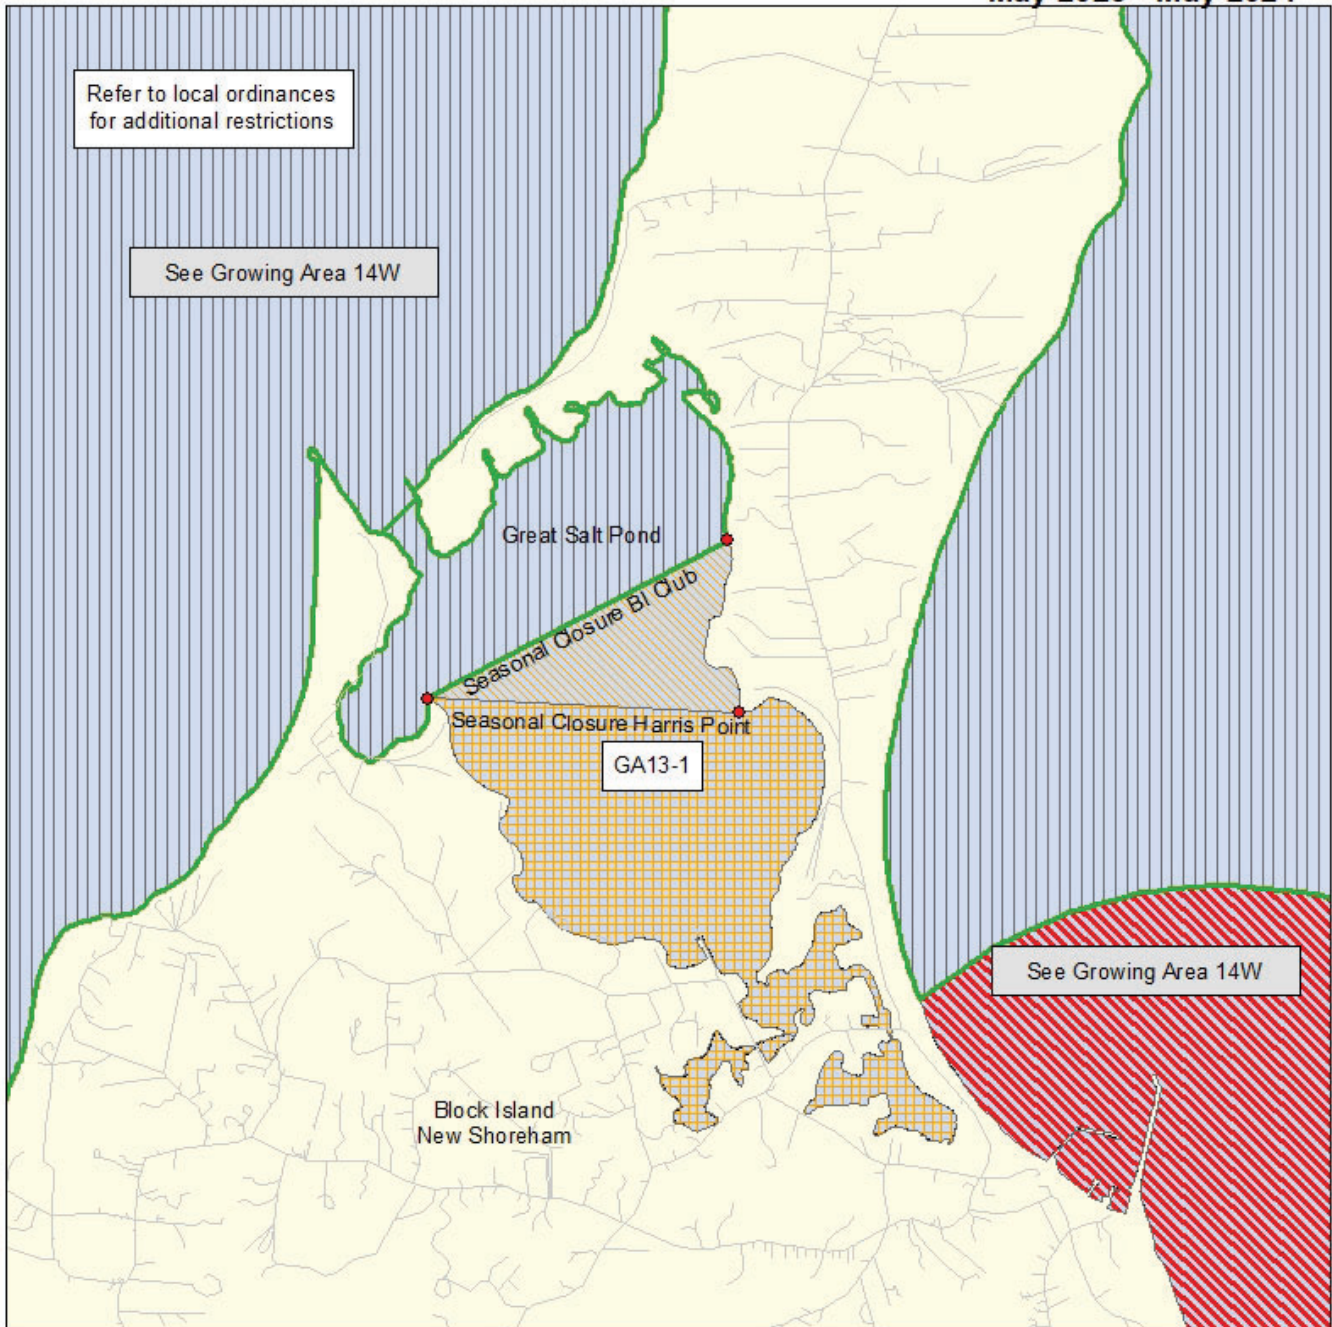 Refer to local ordinances
for additional restrictions
See Growing Area 14W
Great Salt Pond
Seasonal Closure BI Club
Seasonal Closure Harris Point
GA13-1
See Growing Area 14W
Block Island
New Shoreham